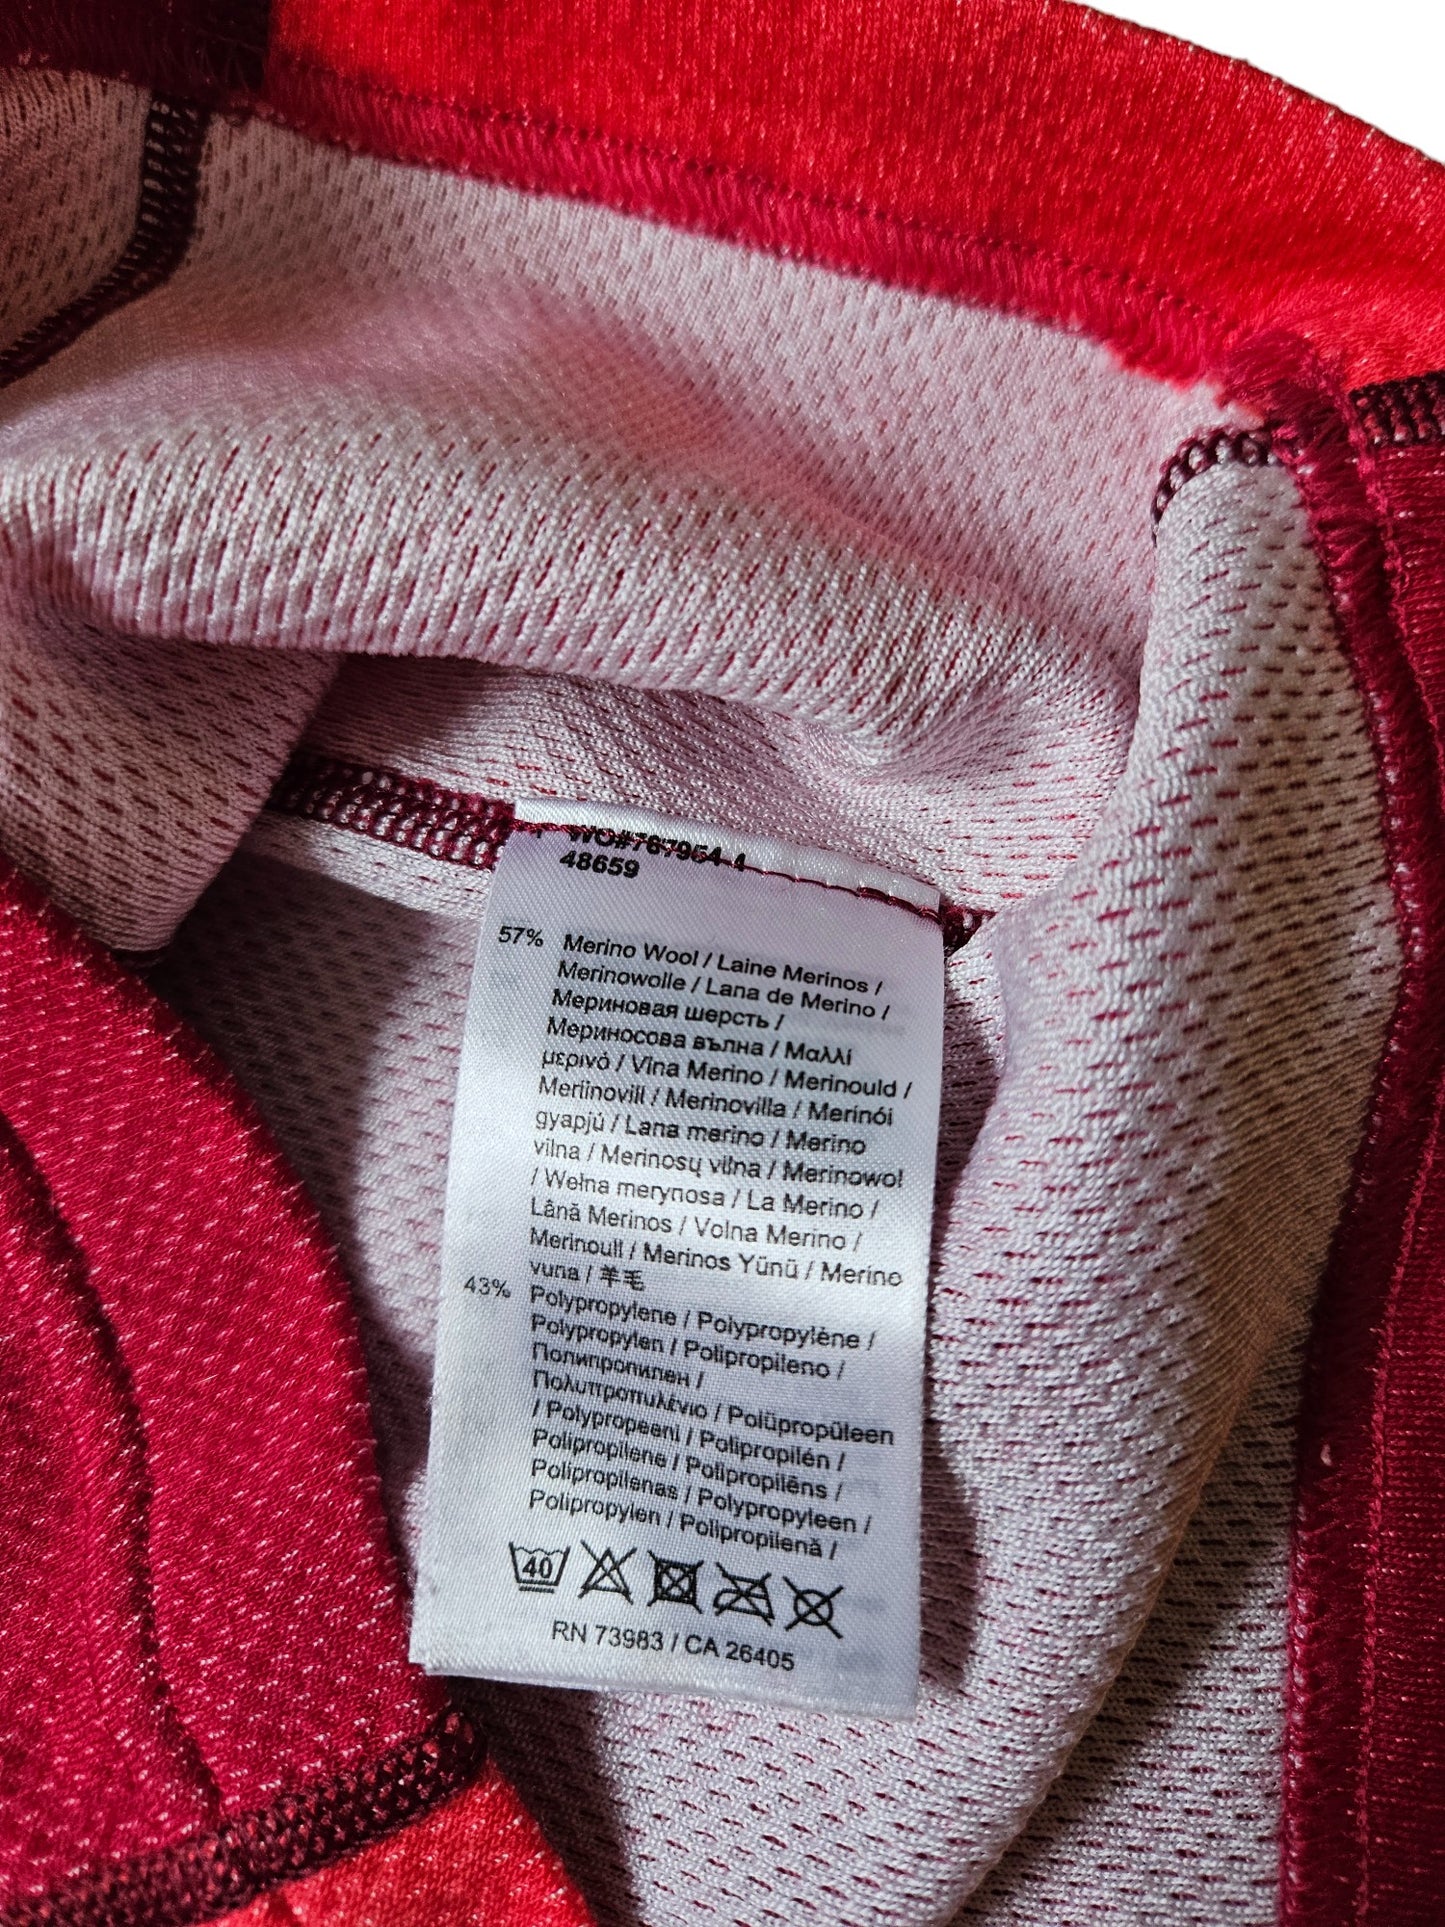 WO#767954-1
48659
57% Merino Wool / Laine Merinos /
Merinowolle / Lana de Merino /
Мериновая шерсть /
Мериносова вълна / Μαλλί
μερινό / Vlna Merino / Merinould /
Meriinovill / Merinovilla / Merinói
gyapjú / Lana merino / Merino
vilna / Merinosų vilna / Merinowol
/ Wełna merynosa / La Merino /
Lână Merinos / Volna Merino /
Merinoull / Merinos Yünü / Merino
vuna / 羊毛
43% Polypropylene / Polypropylène /
Polypropylen / Polipropileno /
Полипропилен /
Πολυπροπυλένιο / Polüpropüleen
/ Polypropeeni / Polipropilén /
Polipropilene / Polipropilēns /
Polipropilenas / Polypropyleen /
Polipropylen / Polipropilenă /
40
RN 73983 / CA 26405